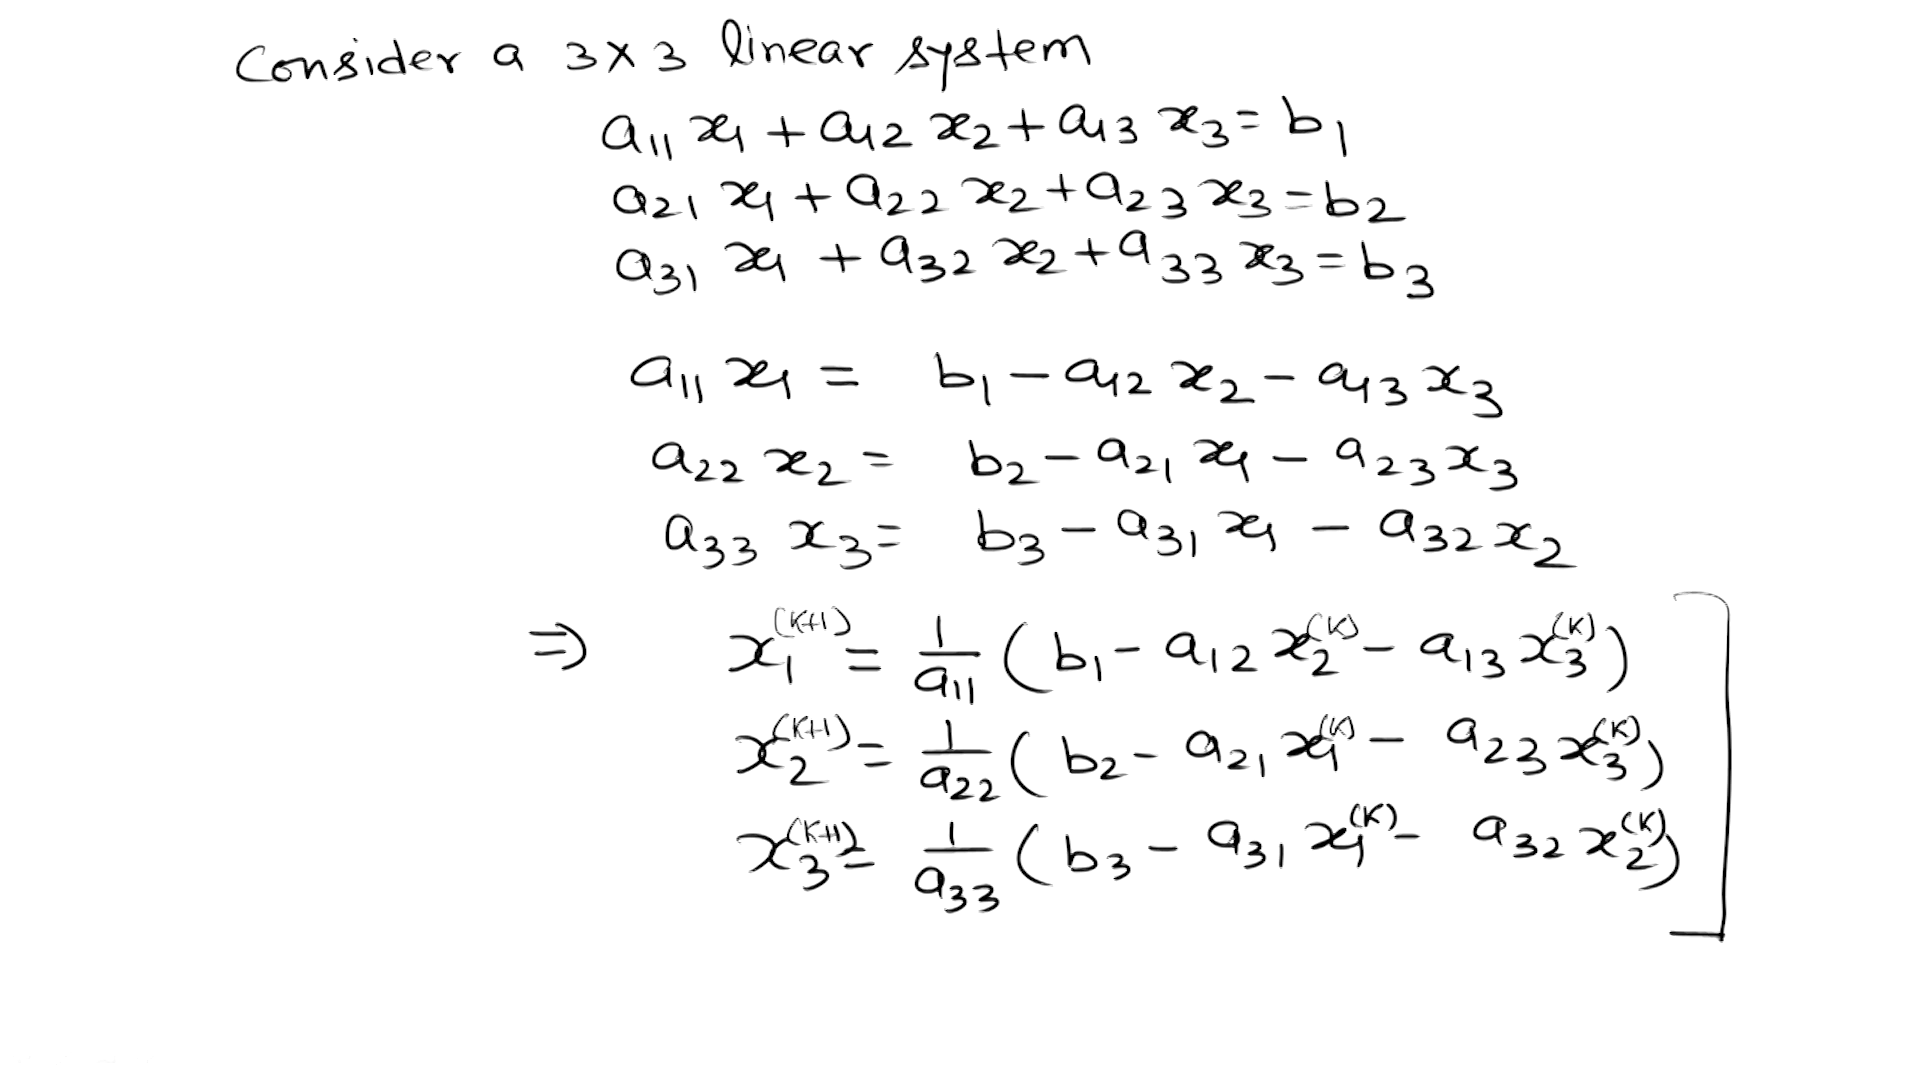 Consider a 3×3 linear system
a₁₁ x₁ + a₁₂ x₂ + a₁₃ x₃ = b₁
a₂₁ x₁ + a₂₂ x₂ + a₂₃ x₃ = b₂
a₃₁ x₁ + a₃₂ x₂ + a₃₃ x₃ = b₃
a₁₁ x₁ = b₁ − a₁₂ x₂ − a₁₃ x₃
a₂₂ x₂ = b₂ − a₂₁ x₁ − a₂₃ x₃
a₃₃ x₃ = b₃ − a₃₁ x₁ − a₃₂ x₂
⇒ x₁^(K+1) = 1/a₁₁ ( b₁ − a₁₂ x₂^(K) − a₁₃ x₃^(K) )
x₂^(K+1) = 1/a₂₂ ( b₂ − a₂₁ x₁^(K) − a₂₃ x₃^(K) )
x₃^(K+1) = 1/a₃₃ ( b₃ − a₃₁ x₁^(K) − a₃₂ x₂^(K) )